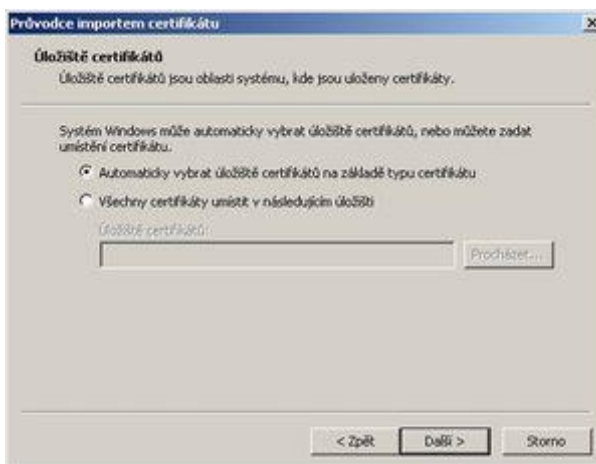 Průvodce importem certifikátu
Úložiště certifikátů
Úložiště certifikátů jsou oblasti systému, kde jsou uloženy certifikáty.
Systém Windows může automaticky vybrat úložiště certifikátů, nebo můžete zadat
umístění certifikátu.
Automaticky vybrat úložiště certifikátů na základě typu certifikátu
Všechny certifikáty umístit v následujícím úložišti
Úložiště certifikátů:
Procházet...
< Zpět
Další >
Storno